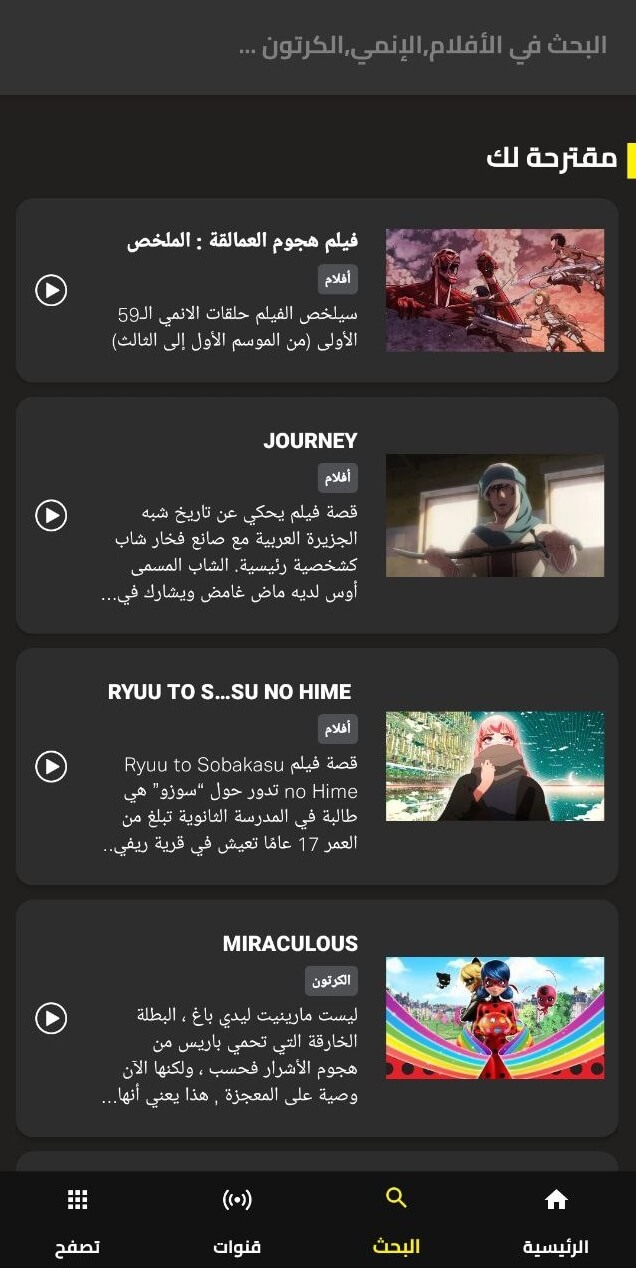 البحث في الأفلام,الإنمي,الكرتون ...
مقترحة لك
فيلم هجوم العمالقة : الملخص
أفلام
سيلخص الفيلم حلقات الانمي الـ59
الأولى (من الموسم الأول إلى الثالث)
JOURNEY
أفلام
قصة فيلم يحكي عن تاريخ شبه
الجزيرة العربية مع صانع فخار شاب
كشخصية رئيسية. الشاب المسمى
أوس لديه ماض غامض ويشارك في...
RYUU TO S...SU NO HIME
أفلام
قصة فيلم Ryuu to Sobakasu
no Hime تدور حول “سوزو” هي
طالبة في المدرسة الثانوية تبلغ من
العمر 17 عامًا تعيش في قرية ريفي..
MIRACULOUS
الكرتون
ليست مارينيت ليدي باغ ، البطلة
الخارقة التي تحمي باريس من
هجوم الأشرار فحسب ، ولكنها الآن
وصية على المعجزة , هذا يعني أنها...
الرئيسية
البحث
قنوات
تصفح